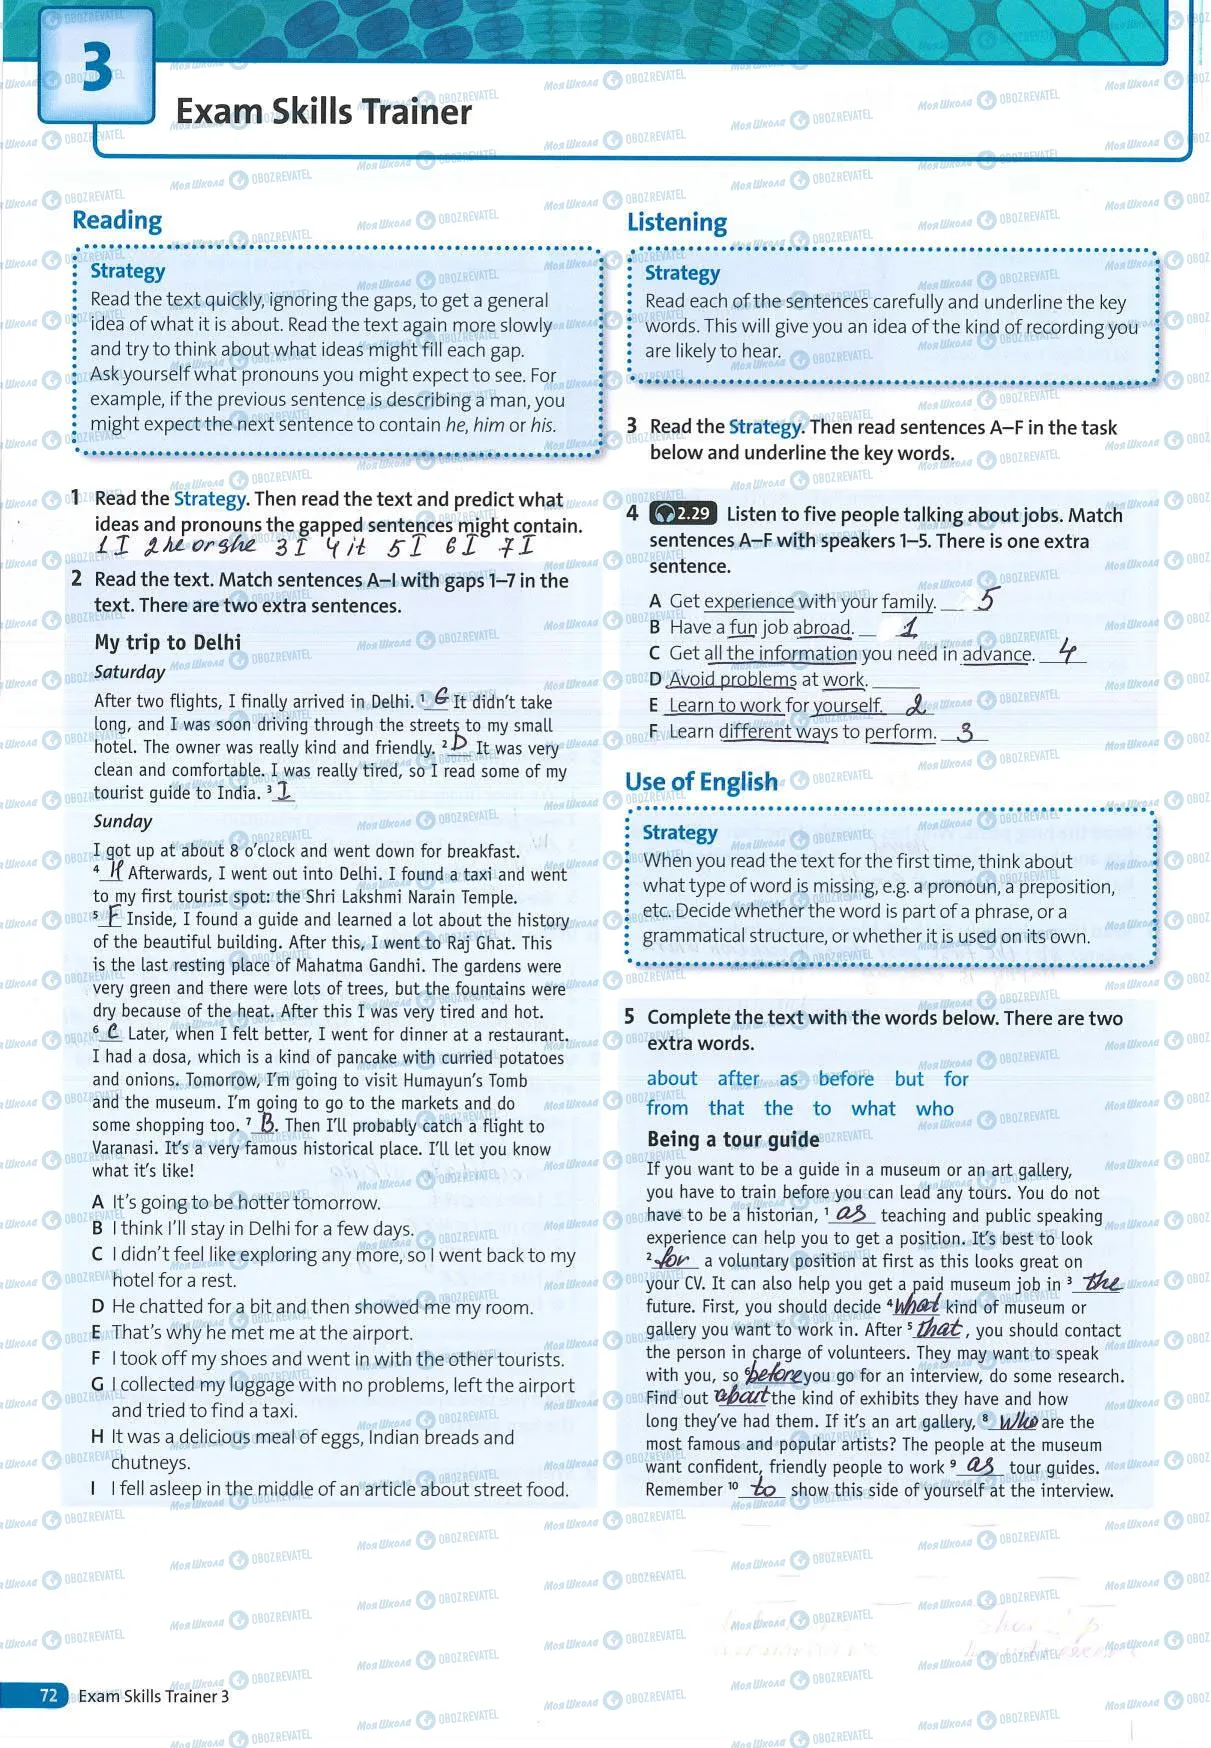 3
Exam Skills Trainer
Reading
Strategy
Read the text quickly, ignoring the gaps, to get a general
idea of what it is about. Read the text again more slowly
and try to think about what ideas might fill each gap.
Ask yourself what pronouns you might expect to see. For
example, if the previous sentence is describing a man, you
might expect the next sentence to contain he, him or his.
1 Read the Strategy. Then read the text and predict what
ideas and pronouns the gapped sentences might contain.
1 I 2 he or she 3 I 4 it 5 I 6 I 7 I
2 Read the text. Match sentences A–I with gaps 1–7 in the
text. There are two extra sentences.
My trip to Delhi
Saturday
After two flights, I finally arrived in Delhi. 1 G It didn't take
long, and I was soon driving through the streets to my small
hotel. The owner was really kind and friendly. 2 D It was very
clean and comfortable. I was really tired, so I read some of my
tourist guide to India. 3 I
Sunday
I got up at about 8 o'clock and went down for breakfast.
4 H Afterwards, I went out into Delhi. I found a taxi and went
to my first tourist spot: the Shri Lakshmi Narain Temple.
5 F Inside, I found a guide and learned a lot about the history
of the beautiful building. After this, I went to Raj Ghat. This
is the last resting place of Mahatma Gandhi. The gardens were
very green and there were lots of trees, but the fountains were
dry because of the heat. After this I was very tired and hot.
6 C Later, when I felt better, I went for dinner at a restaurant.
I had a dosa, which is a kind of pancake with curried potatoes
and onions. Tomorrow, I'm going to visit Humayun's Tomb
and the museum. I'm going to go to the markets and do
some shopping too. 7 B. Then I'll probably catch a flight to
Varanasi. It's a very famous historical place. I'll let you know
what it's like!
A It's going to be hotter tomorrow.
B I think I'll stay in Delhi for a few days.
C I didn't feel like exploring any more, so I went back to my
hotel for a rest.
D He chatted for a bit and then showed me my room.
E That's why he met me at the airport.
F I took off my shoes and went in with the other tourists.
G I collected my luggage with no problems, left the airport
and tried to find a taxi.
H It was a delicious meal of eggs, Indian breads and
chutneys.
I I fell asleep in the middle of an article about street food.
Listening
Strategy
Read each of the sentences carefully and underline the key
words. This will give you an idea of the kind of recording you
are likely to hear.
3 Read the Strategy. Then read sentences A–F in the task
below and underline the key words.
4 2.29 Listen to five people talking about jobs. Match
sentences A–F with speakers 1–5. There is one extra
sentence.
A Get experience with your family. 5
B Have a fun job abroad. 1
C Get all the information you need in advance. 4
D Avoid problems at work.
E Learn to work for yourself. 2
F Learn different ways to perform. 3
Use of English
Strategy
When you read the text for the first time, think about
what type of word is missing, e.g. a pronoun, a preposition,
etc. Decide whether the word is part of a phrase, or a
grammatical structure, or whether it is used on its own.
5 Complete the text with the words below. There are two
extra words.
about after as before but for
from that the to what who
Being a tour guide
If you want to be a guide in a museum or an art gallery,
you have to train before you can lead any tours. You do not
have to be a historian, 1 as teaching and public speaking
experience can help you to get a position. It's best to look
2 for a voluntary position at first as this looks great on
your CV. It can also help you get a paid museum job in 3 the
future. First, you should decide 4 what kind of museum or
gallery you want to work in. After 5 that, you should contact
the person in charge of volunteers. They may want to speak
with you, so 6 before you go for an interview, do some research.
Find out 7 about the kind of exhibits they have and how
long they've had them. If it's an art gallery, 8 who are the
most famous and popular artists? The people at the museum
want confident, friendly people to work 9 as tour guides.
Remember 10 to show this side of yourself at the interview.
72 Exam Skills Trainer 3
МояШкола OBOZREVATEL